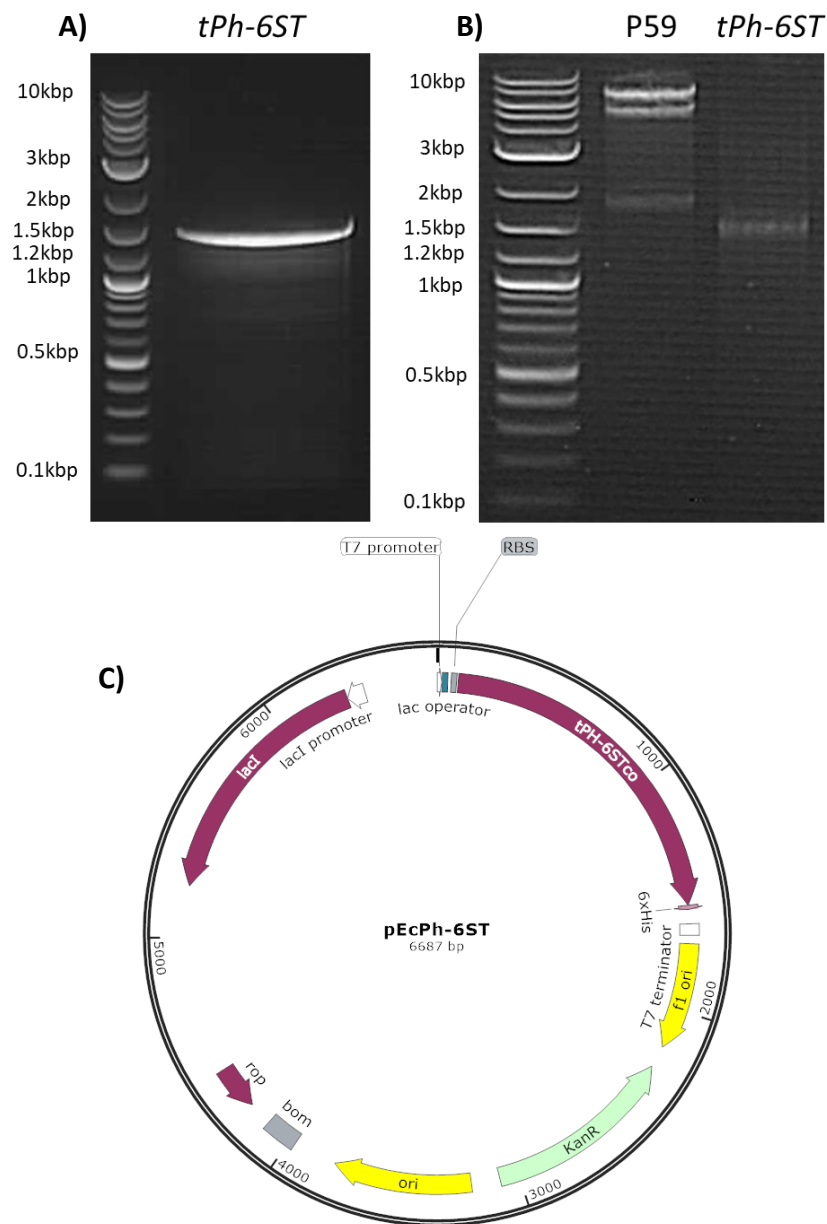 A)
tPh-6ST
10kbp
3kbp
2kbp
1.5kbp
1.2kbp
1kbp
0.5kbp
0.1kbp
B)
P59
tPh-6ST
10kbp
3kbp
2kbp
1.5kbp
1.2kbp
1kbp
0.5kbp
0.1kbp
C)
T7 promoter
RBS
lac operator
tPH-6STco
1000
6xHis
T7 terminator
f1 ori
2000
KanR
3000
ori
bom
4000
rop
5000
lacI
6000
lacI promoter
pEcPh-6ST
6687 bp